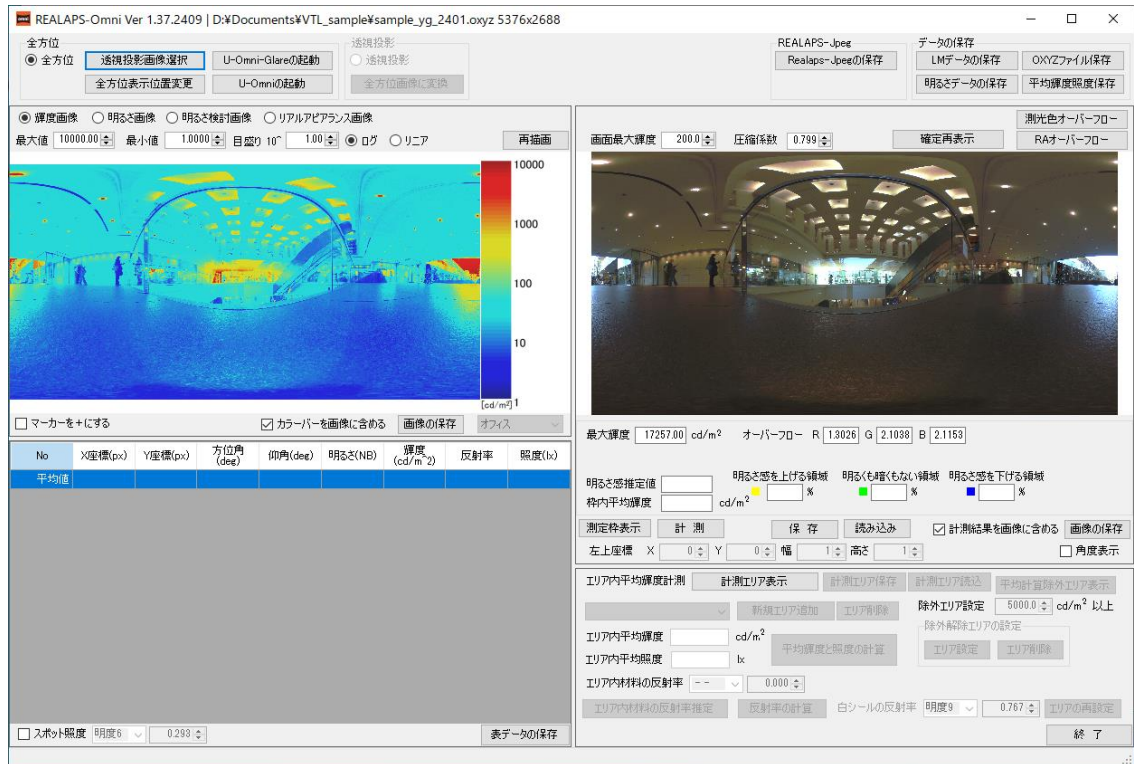 REALAPS-Omni Ver 1.37.2409 | D:¥Documents¥VTL_sample¥sample_yg_2401.oxyz 5376x2688
全方位
全方位 透視投影画像選択 U-Omni-Glareの起動
全方位表示位置変更 U-Omniの起動
透視投影
透視投影
全方位画像に変換
REALAPS-Jpeg
Realaps-Jpegの保存
データの保存
LMデータの保存 OXYZファイル保存
明るさデータの保存 平均輝度照度保存
輝度画像 明るさ画像 明るさ検討画像 リアルアピアランス画像
最大値 10000.00 最小値 1.0000 目盛り 10^ 1.00 ログ リニア 再描画
10000
1000
100
10
[cd/m²] 1
マーカーを+にする カラーバーを画像に含める 画像の保存 オフィス
No X座標(px) Y座標(px) 方位角(deg) 仰角(deg) 明るさ(NB) 輝度(cd/m^2) 反射率 照度(lx)
平均値
スポット照度 明度6 0.293 表データの保存
測光色オーバーフロー
画面最大輝度 200.0 圧縮係数 0.799 確定再表示 RAオーバーフロー
最大輝度 17257.00 cd/m² オーバーフロー R 1.3026 G 2.1038 B 2.1153
明るさ感を上げる領域 明るくも暗くもない領域 明るさ感を下げる領域
明るさ感推定値 % % %
枠内平均輝度 cd/m²
測定枠表示 計 測 保 存 読み込み 計測結果を画像に含める 画像の保存
左上座標 X 0 Y 0 幅 1 高さ 1 角度表示
エリア内平均輝度計測 計測エリア表示 計測エリア保存 計測エリア読込 平均計算除外エリア表示
新規エリア追加 エリア削除 除外エリア設定 5000.0 cd/m² 以上
除外解除エリアの設定
エリア内平均輝度 cd/m² 平均輝度と照度の計算 エリア設定 エリア削除
エリア内平均照度 lx
エリア内材料の反射率 -- 0.000
エリア内材料の反射率推定 反射率の計算 白シールの反射率 明度9 0.767 エリアの再設定
終 了